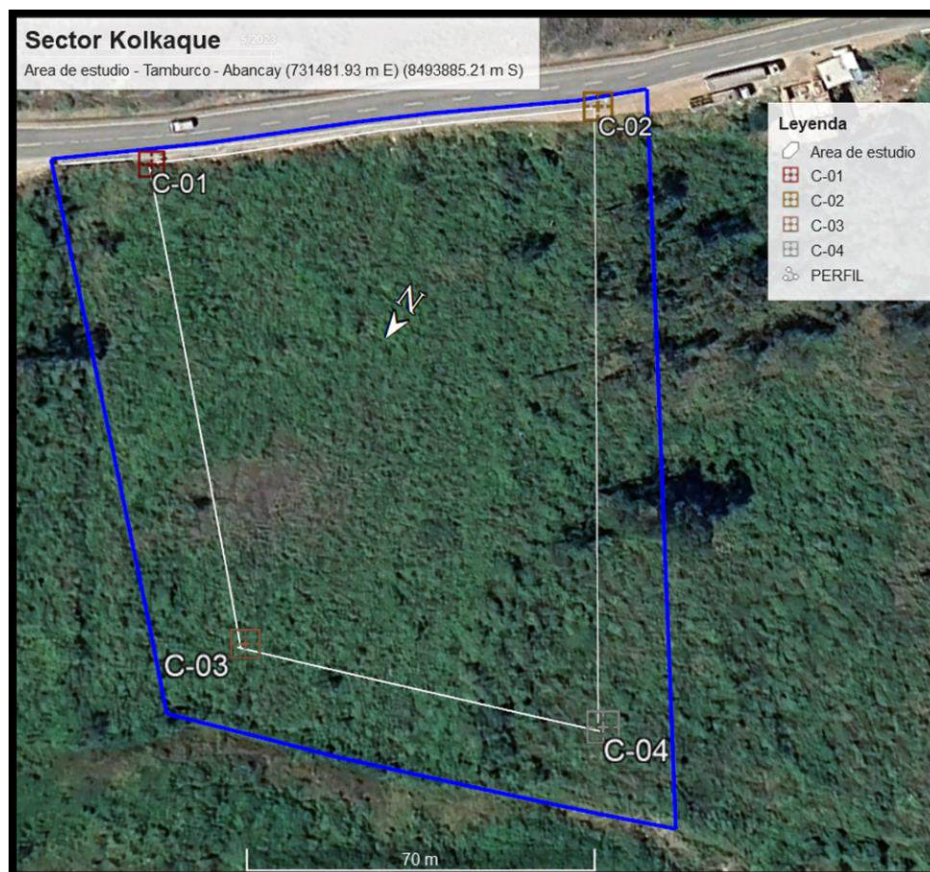 Sector Kolkaque
Area de estudio - Tamburco - Abancay (731481.93 m E) (8493885.21 m S)
C-02
Leyenda
Area de estudio
C-01
C-02
C-03
C-04
PERFIL
C-01
N
C-03
C-04
70 m